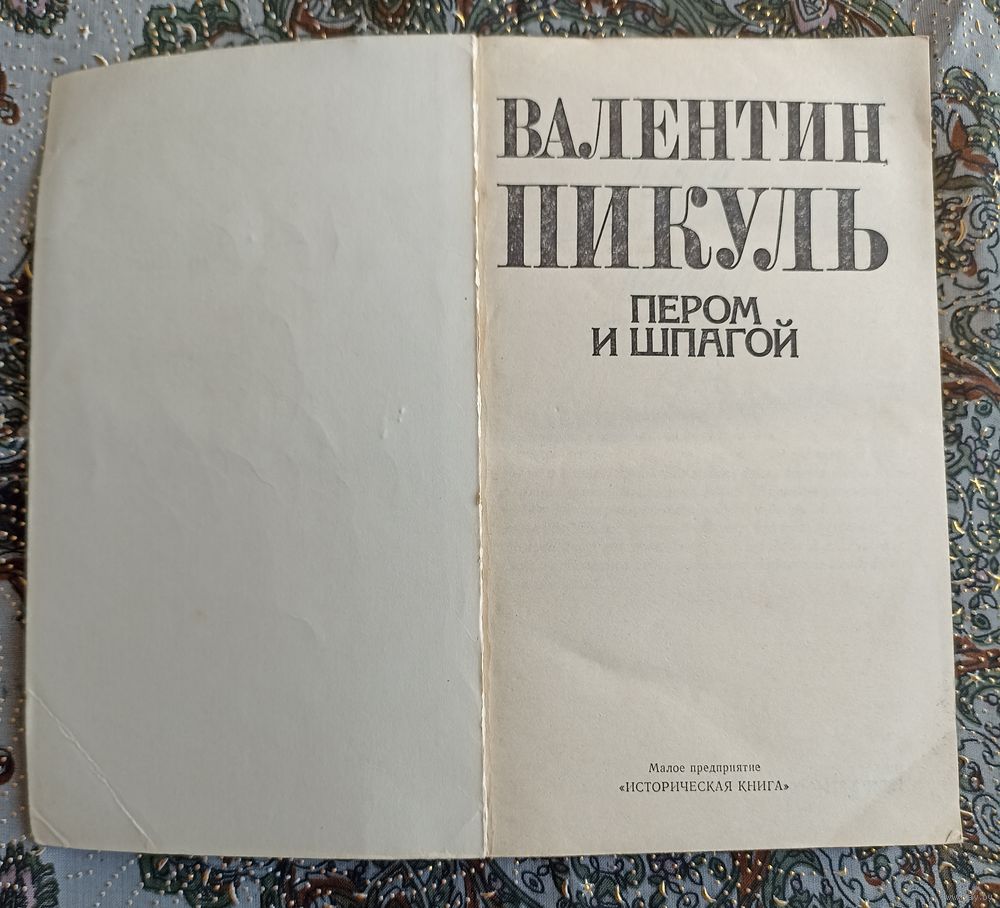 ВАЛЕНТИН
ПИКУЛЬ
ПЕРОМ
И ШПАГОЙ
Малое предприятие
«ИСТОРИЧЕСКАЯ КНИГА»